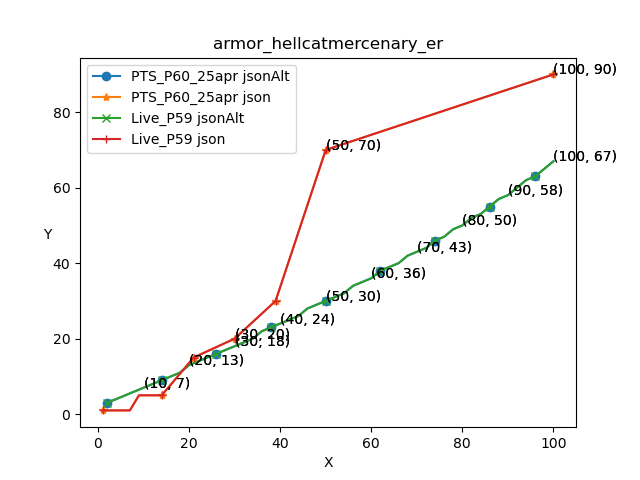 armor_hellcatmercenary_er
PTS_P60_25apr jsonAlt
PTS_P60_25apr json
Live_P59 jsonAlt
Live_P59 json
(100, 90)
(50, 70)
(100, 67)
(90, 58)
(80, 50)
(70, 43)
(60, 36)
(50, 30)
(40, 24)
(30, 20)
(30, 18)
(20, 13)
(10, 7)
Y
80
60
40
20
0
0 20 40 60 80 100
X